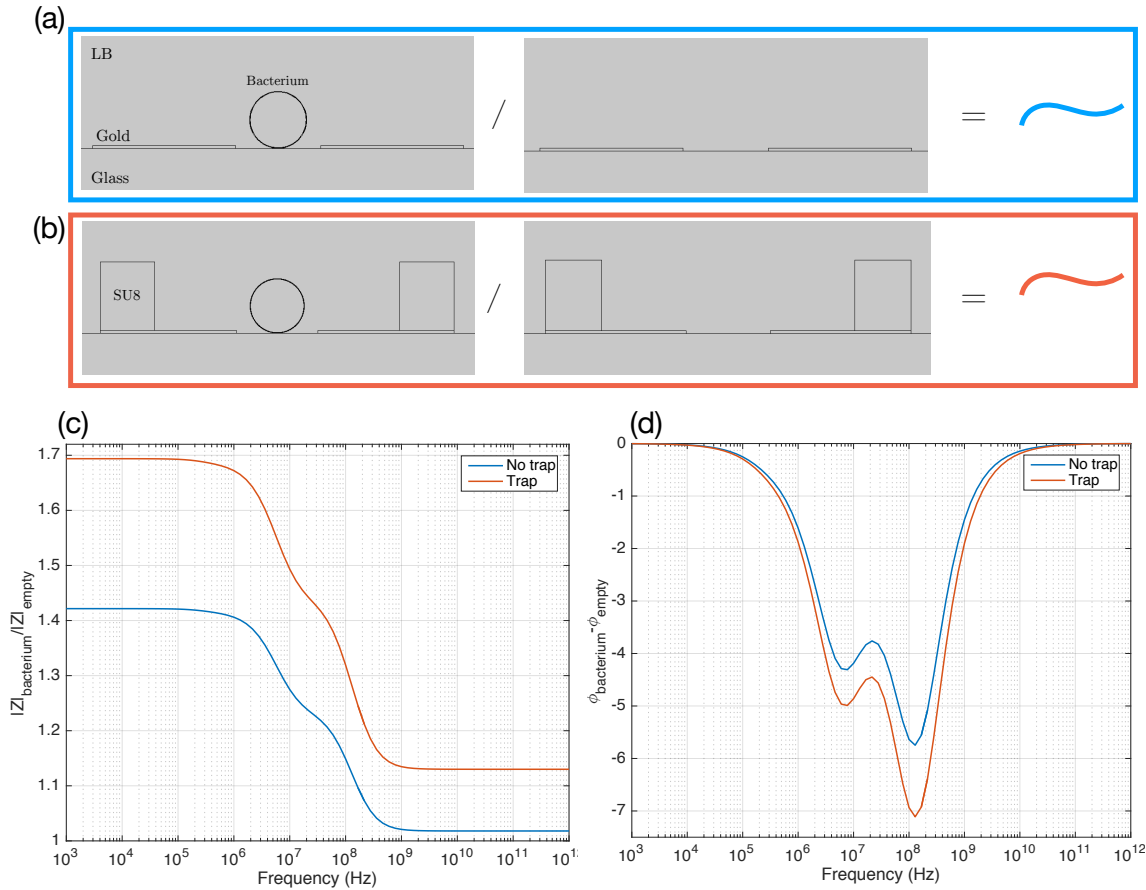 (a)
LB
Bacterium
Gold
Glass
/
=
(b)
SU8
/
=
(c)
|Z|bacterium/|Z|empty
1.7
1.6
1.5
1.4
1.3
1.2
1.1
1
No trap
Trap
10³ 10⁴ 10⁵ 10⁶ 10⁷ 10⁸ 10⁹ 10¹⁰ 10¹¹
Frequency (Hz)
(d)
ϕbacterium-ϕempty
0
-1
-2
-3
-4
-5
-6
-7
No trap
Trap
10³ 10⁴ 10⁵ 10⁶ 10⁷ 10⁸ 10⁹ 10¹⁰ 10¹¹ 10¹²
Frequency (Hz)